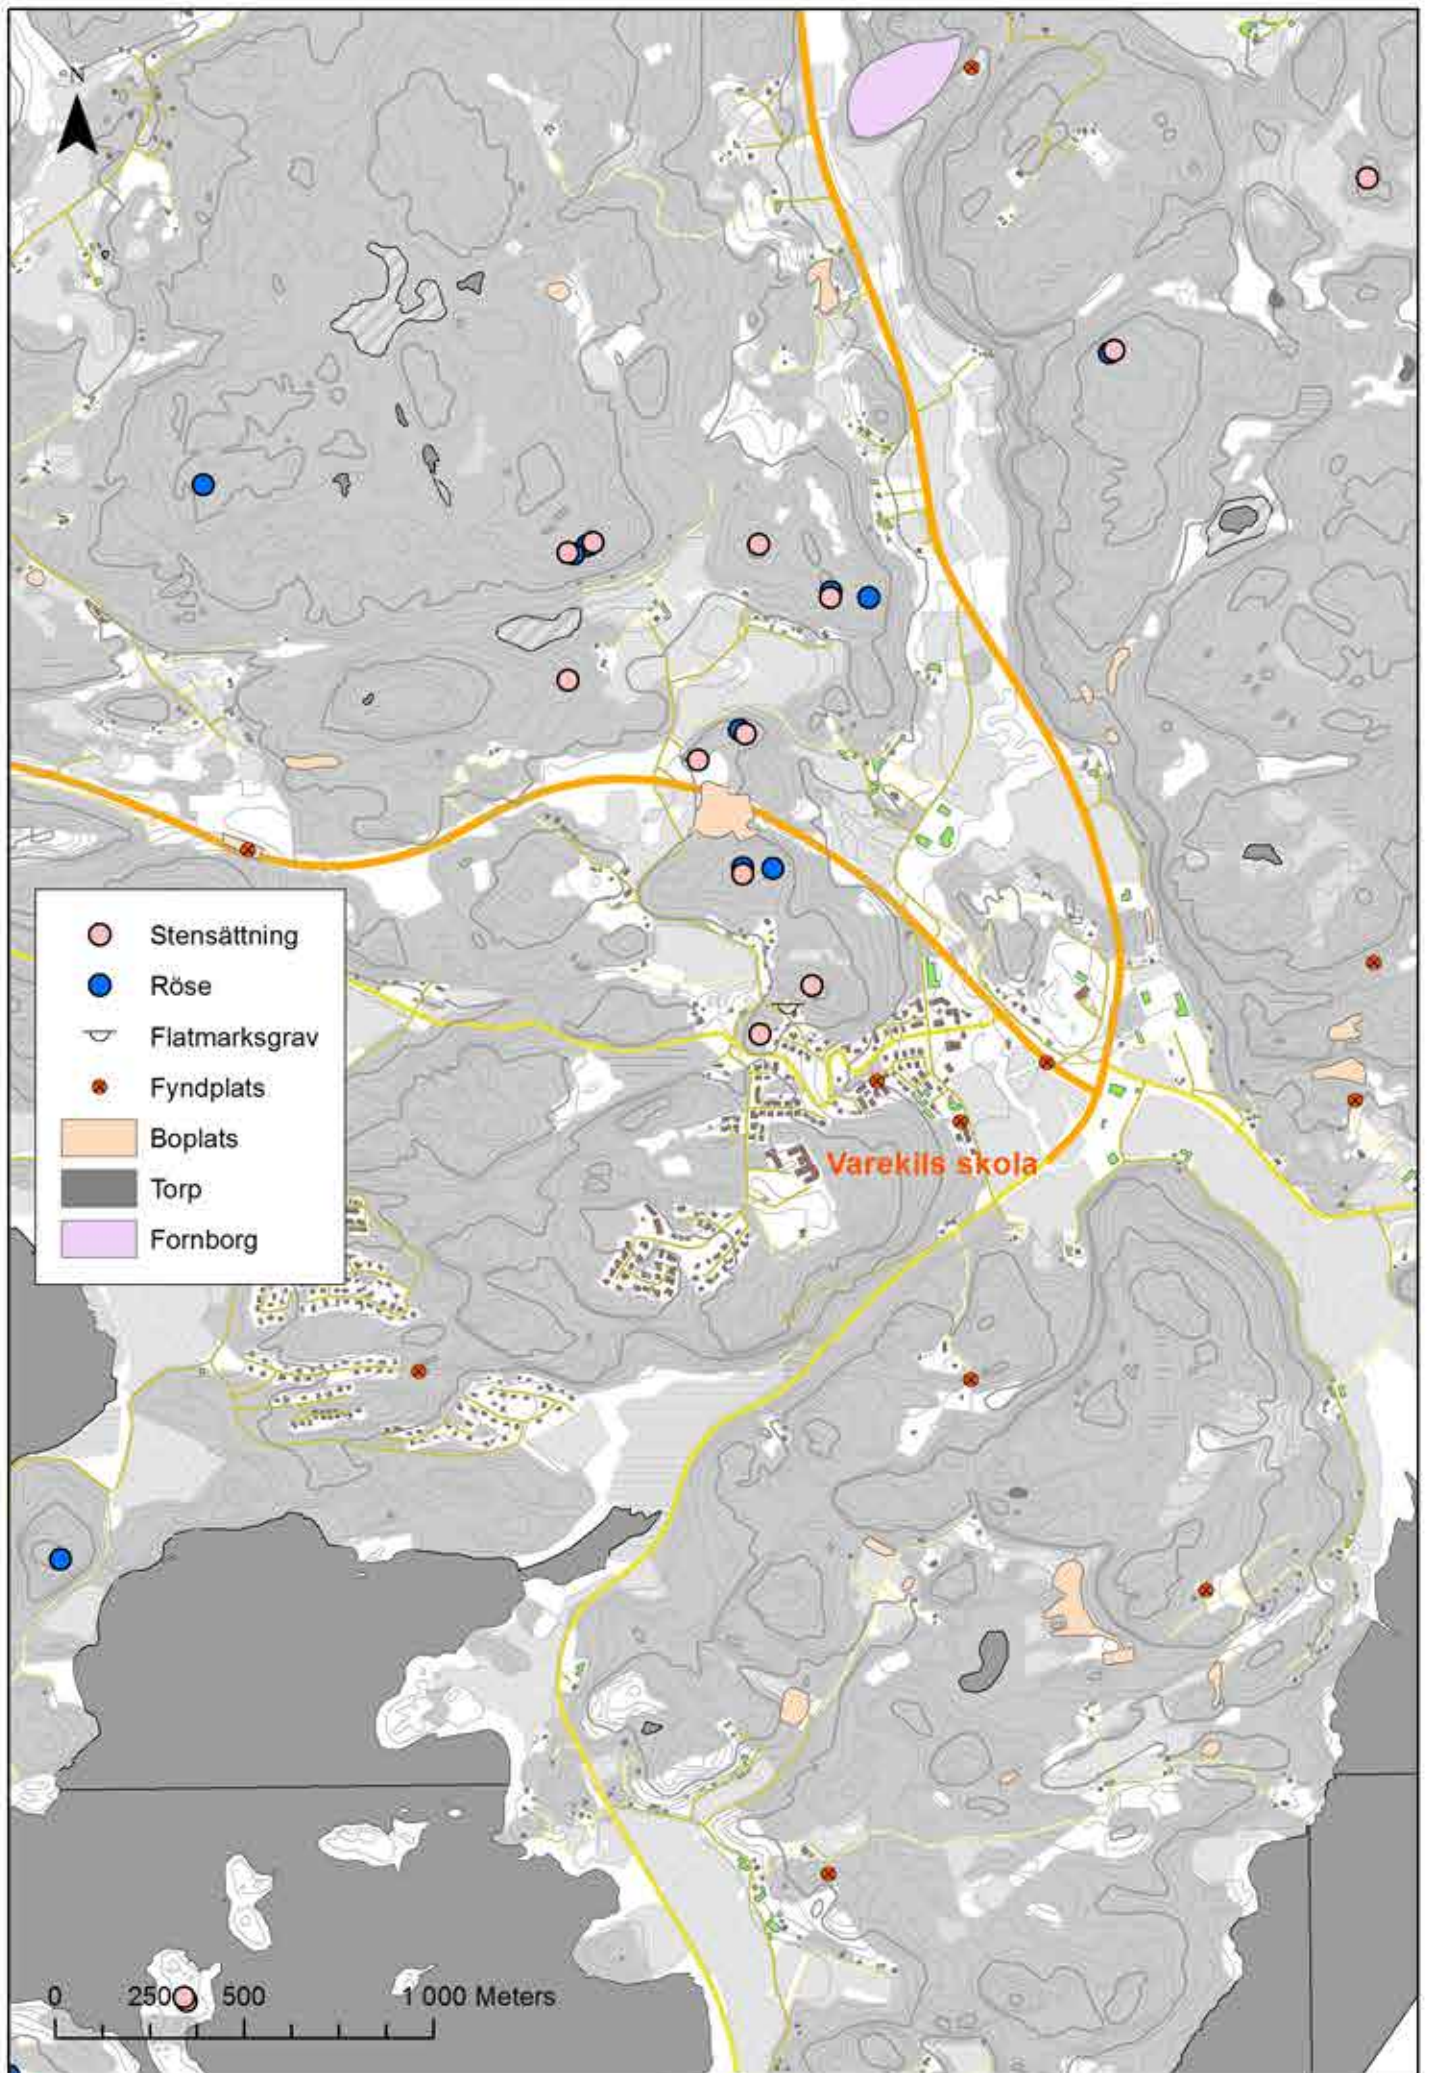 N
Stensättning
Röse
Flatmarksgrav
Fyndplats
Boplats
Torp
Fornborg
Varekils skola
0 250 500 1 000 Meters